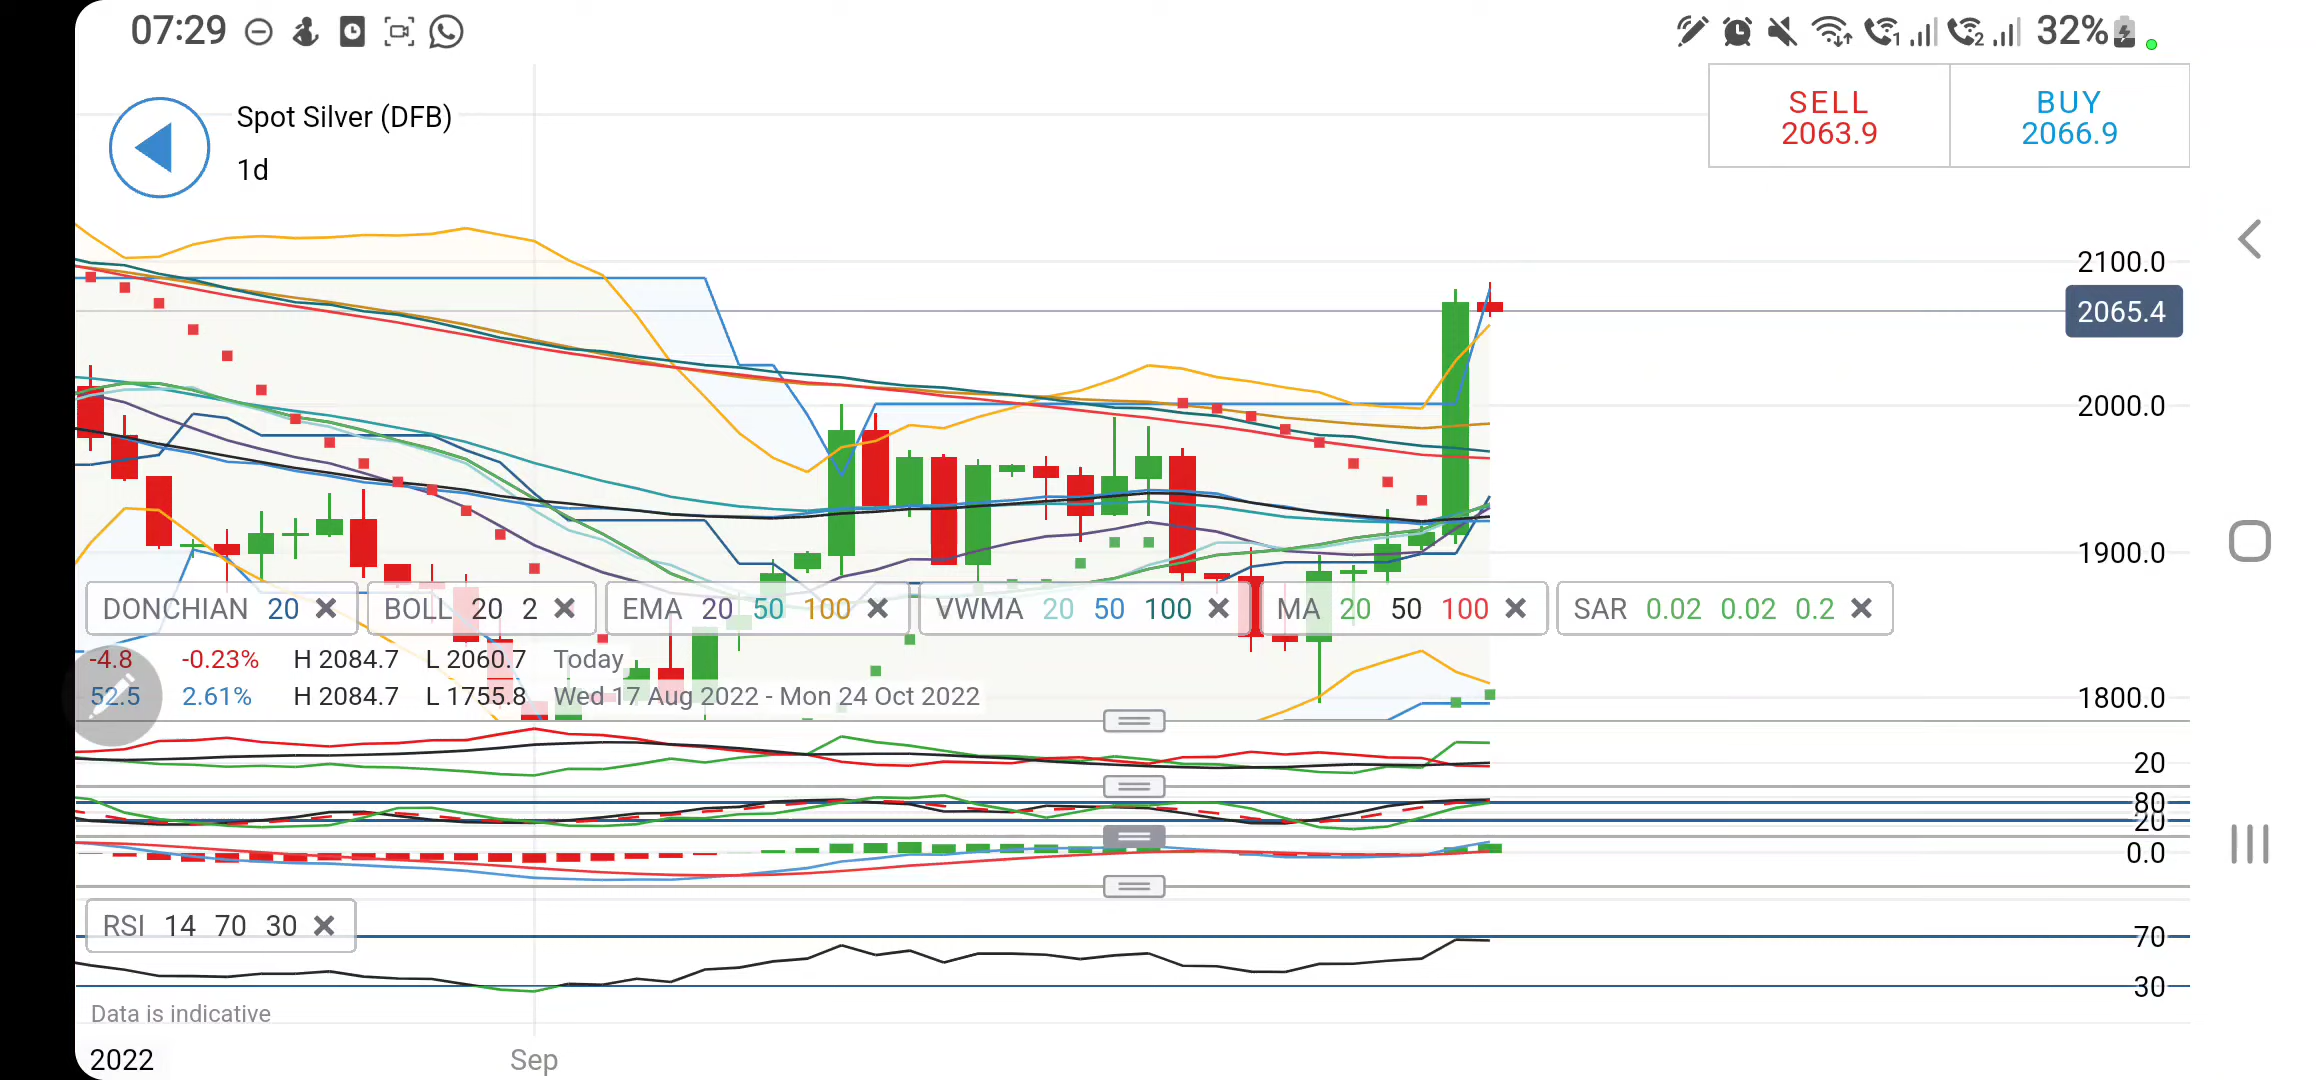 07:29
32%
Spot Silver (DFB)
1d
SELL
2063.9
BUY
2066.9
2100.0
2065.4
2000.0
1900.0
1800.0
DONCHIAN 20
BOLL 20 2
EMA 20 50 100
VWMA 20 50 100
MA 20 50 100
SAR 0.02 0.02 0.2
-4.8 -0.23% H 2084.7 L 2060.7 Today
52.5 2.61% H 2084.7 L 1755.8 Wed 17 Aug 2022 - Mon 24 Oct 2022
20
80
20
0.0
RSI 14 70 30
70
30
Data is indicative
2022
Sep